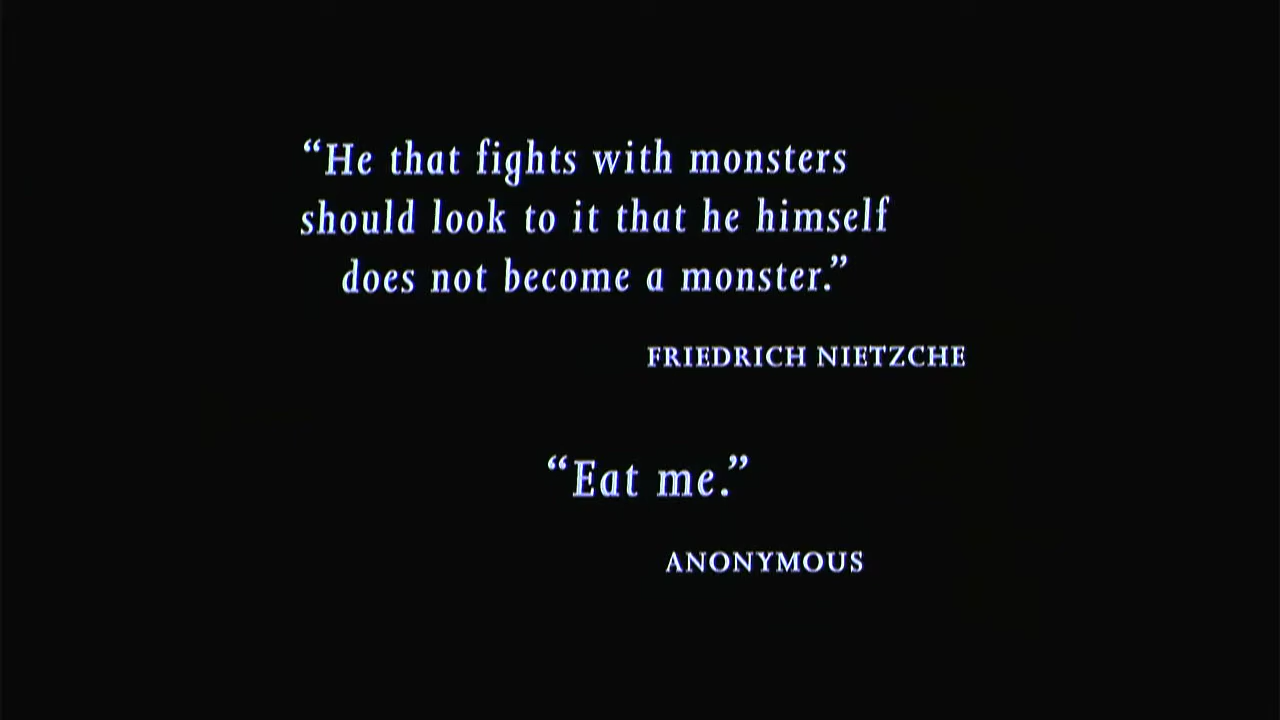 “He that fights with monsters
should look to it that he himself
does not become a monster.”
FRIEDRICH NIETZCHE
“Eat me.”
ANONYMOUS